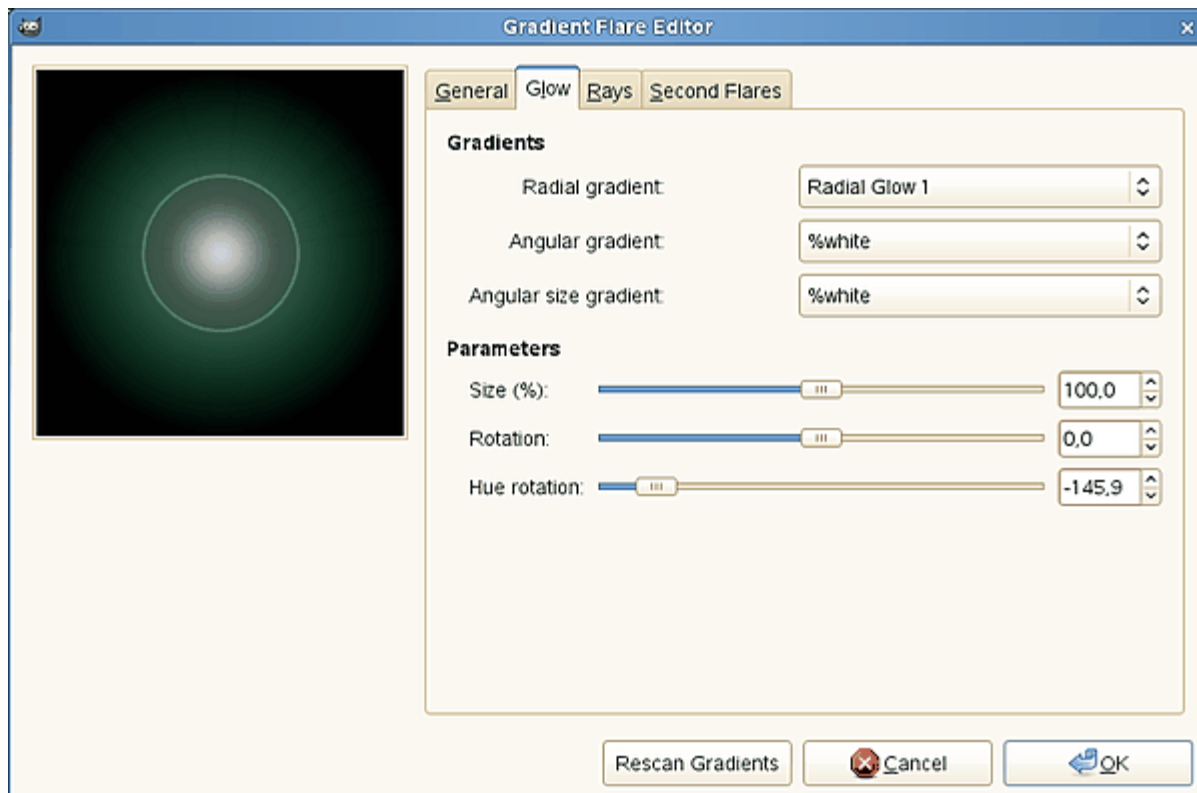 Gradient Flare Editor
General Glow Rays Second Flares
Gradients
Radial gradient: Radial Glow 1
Angular gradient: %white
Angular size gradient: %white
Parameters
Size (%): 100,0
Rotation: 0,0
Hue rotation: -145,9
Rescan Gradients Cancel OK